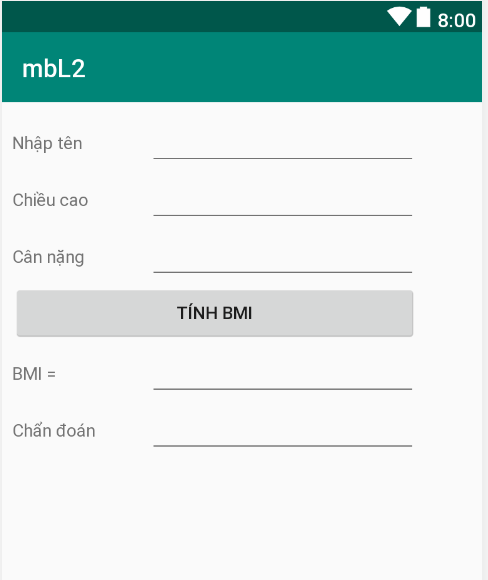 8:00
mbL2
Nhập tên
Chiều cao
Cân nặng
TÍNH BMI
BMI =
Chẩn đoán